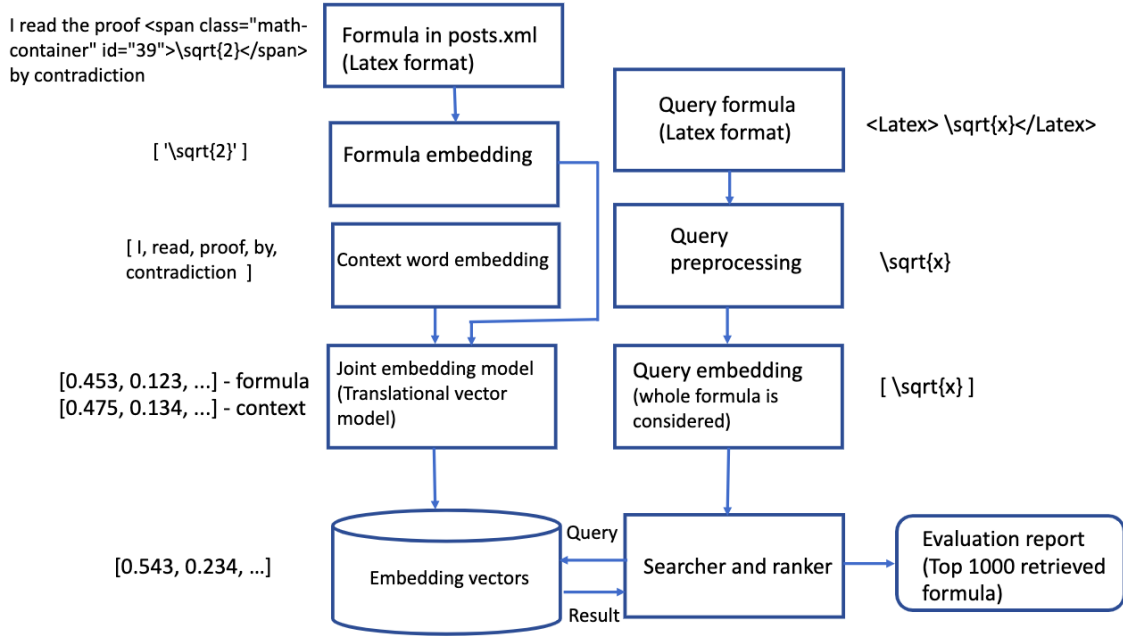 I read the proof <span class="math-
container" id="39">\sqrt{2}</span>
by contradiction
Formula in posts.xml
(Latex format)
Query formula
(Latex format)
<Latex> \sqrt{x}</Latex>
[ '\sqrt{2}' ]
Formula embedding
[ I, read, proof, by,
contradiction ]
Context word embedding
Query
preprocessing
\sqrt{x}
[0.453, 0.123, ...] - formula
[0.475, 0.134, ...] - context
Joint embedding model
(Translational vector
model)
Query embedding
(whole formula is
considered)
[ \sqrt{x} ]
[0.543, 0.234, ...]
Embedding vectors
Query
Result
Searcher and ranker
Evaluation report
(Top 1000 retrieved
formula)